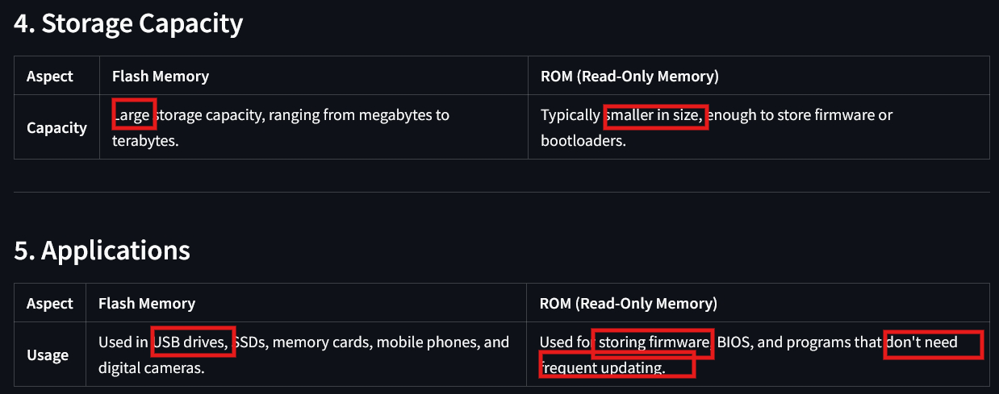 4. Storage Capacity
Aspect Flash Memory ROM (Read-Only Memory)
Capacity Large storage capacity, ranging from megabytes to terabytes. Typically smaller in size, enough to store firmware or bootloaders.
5. Applications
Aspect Flash Memory ROM (Read-Only Memory)
Usage Used in USB drives, SSDs, memory cards, mobile phones, and digital cameras. Used for storing firmware, BIOS, and programs that don't need frequent updating.